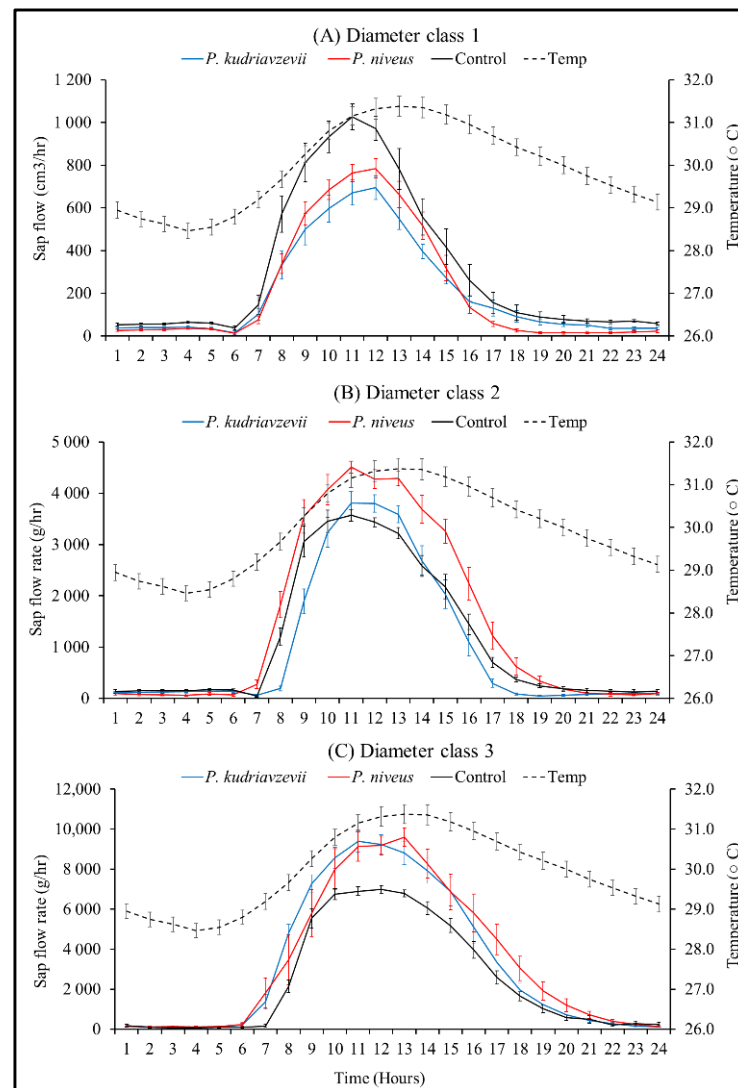 (A) Diameter class 1
P. kudriavzevii P. niveus Control Temp
Sap flow (cm3/hr)
1 200
1 000
800
600
400
200
0
32.0
31.0
30.0
29.0
28.0
27.0
26.0
Temperature (○ C)
1 2 3 4 5 6 7 8 9 10 11 12 13 14 15 16 17 18 19 20 21 22 23 24
(B) Diameter class 2
P. kudriavzevii P. niveus Control Temp
Sap flow rate (g/hr)
5 000
4 000
3 000
2 000
1 000
0
32.0
31.0
30.0
29.0
28.0
27.0
26.0
Temperature (○ C)
1 2 3 4 5 6 7 8 9 10 11 12 13 14 15 16 17 18 19 20 21 22 23 24
(C) Diameter class 3
P. kudriavzevii P. niveus Control Temp
Sap flow rate (g/hr)
12,000
10,000
8 000
6 000
4 000
2 000
0
32.0
31.0
30.0
29.0
28.0
27.0
26.0
Temperature (○ C)
1 2 3 4 5 6 7 8 9 10 11 12 13 14 15 16 17 18 19 20 21 22 23 24
Time (Hours)